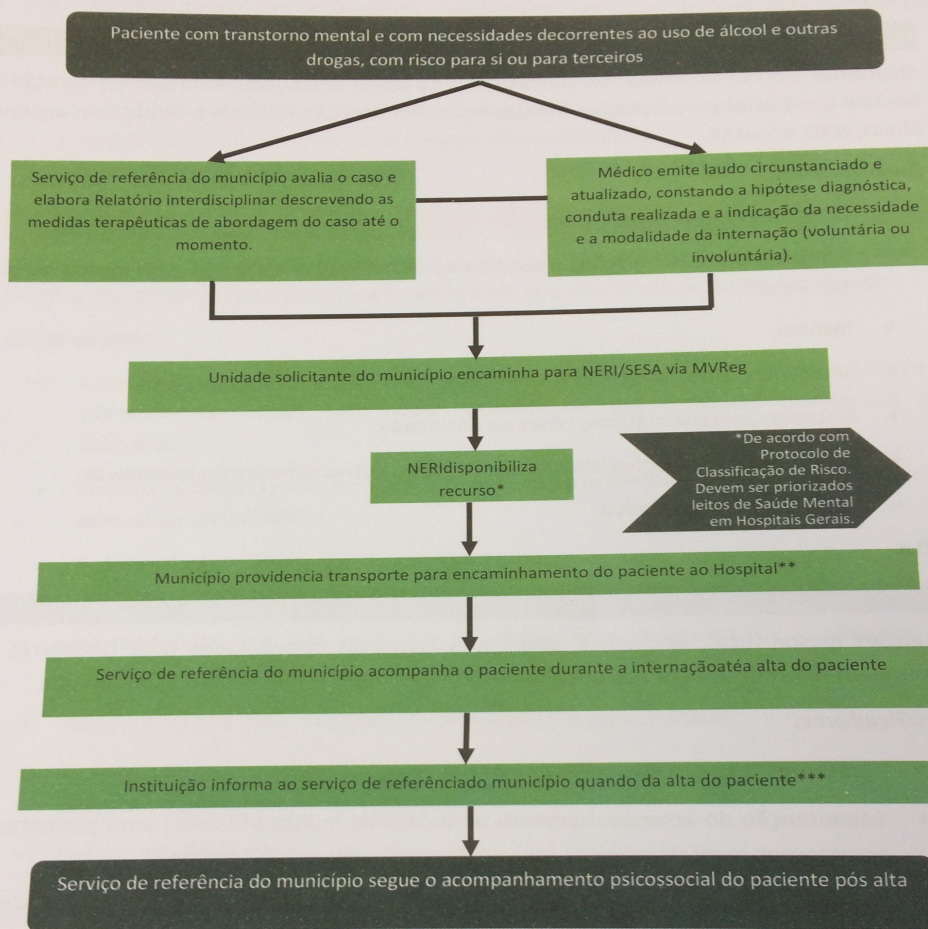 Paciente com transtorno mental e com necessidades decorrentes ao uso de álcool e outras
drogas, com risco para si ou para terceiros
Serviço de referência do município avalia o caso e
elabora Relatório interdisciplinar descrevendo as
medidas terapêuticas de abordagem do caso até o
momento.
Médico emite laudo circunstanciado e
atualizado, constando a hipótese diagnóstica,
conduta realizada e a indicação da necessidade
e a modalidade da internação (voluntária ou
involuntária).
Unidade solicitante do município encaminha para NERI/SESA via MVReg
NERIdisponibiliza
recurso*
*De acordo com
Protocolo de
Classificação de Risco.
Devem ser priorizados
leitos de Saúde Mental
em Hospitais Gerais.
Município providencia transporte para encaminhamento do paciente ao Hospital**
Serviço de referência do município acompanha o paciente durante a internaçãoatéa alta do paciente
Instituição informa ao serviço de referênciado município quando da alta do paciente***
Serviço de referência do município segue o acompanhamento psicossocial do paciente pós alta